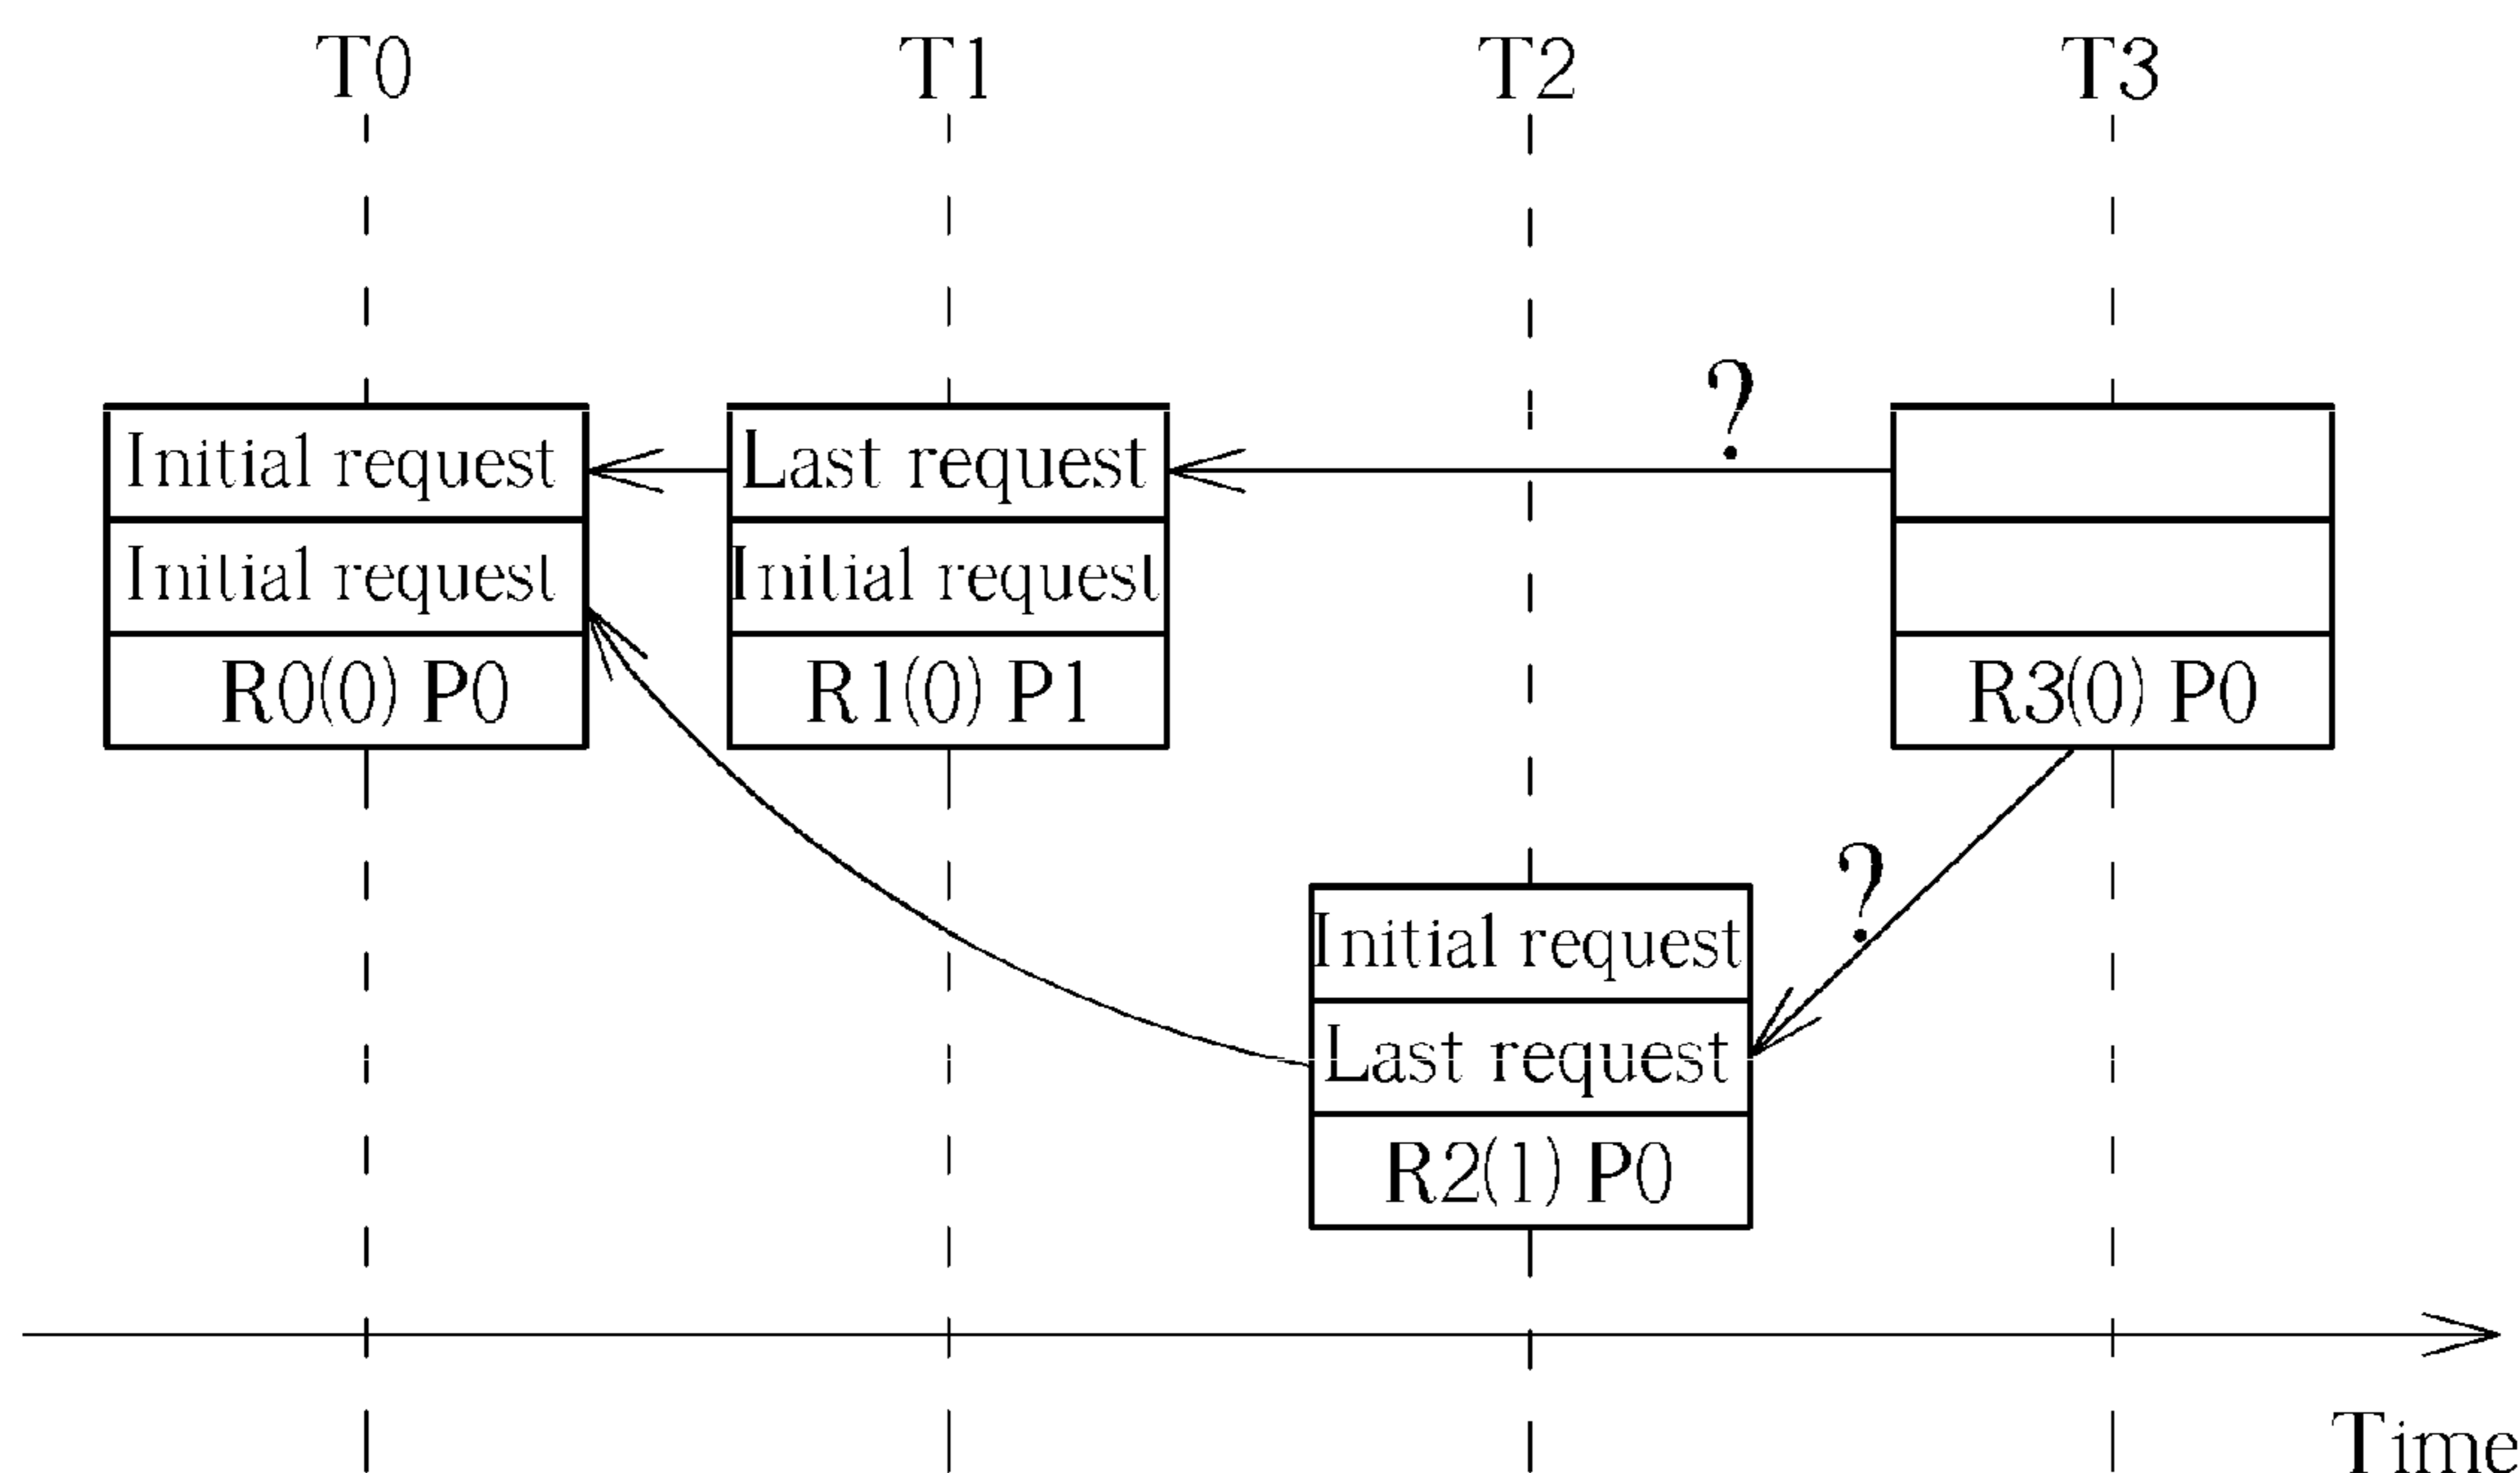 T0 T1 T2 T3
?
Initial request Last request
Initial request Initial request
R0(0) P0 R1(0) P1 R3(0) P0
?
Initial request
Last request
R2(1) P0
Time